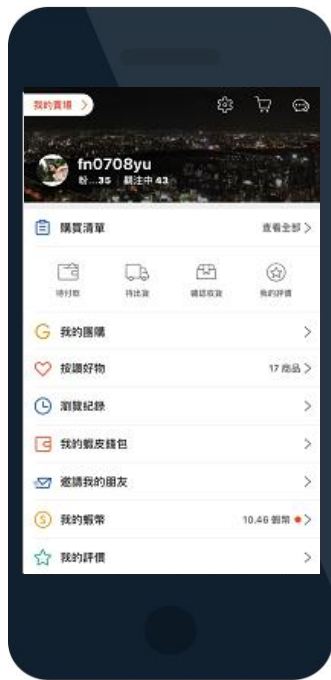 我的賣場 >
fn0708yu
粉...35 關注中 43
購買清單 查看全部 >
待付款 待出貨 確認收貨 我的評價
我的團購 >
按讚好物 17 商品 >
瀏覽紀錄 >
我的蝦皮錢包 >
邀請我的朋友 >
我的蝦幣 10.46 蝦幣 >
我的評價 >